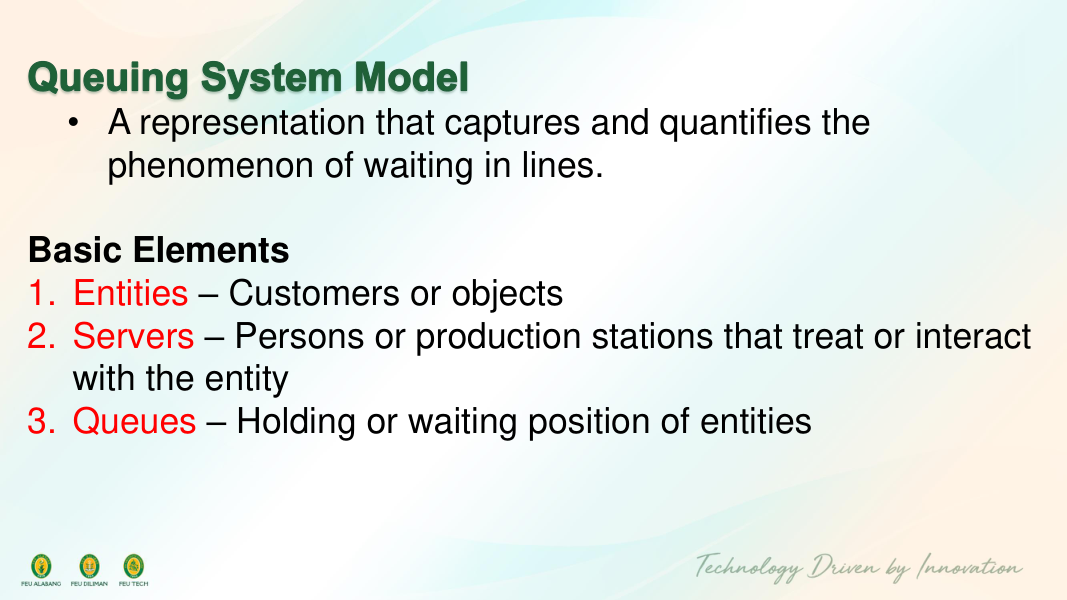 Queuing System Model
• A representation that captures and quantifies the
phenomenon of waiting in lines.
Basic Elements
1. Entities – Customers or objects
2. Servers – Persons or production stations that treat or interact
with the entity
3. Queues – Holding or waiting position of entities
FEU ALABANG FEU DILIMAN FEU TECH
Technology Driven by Innovation